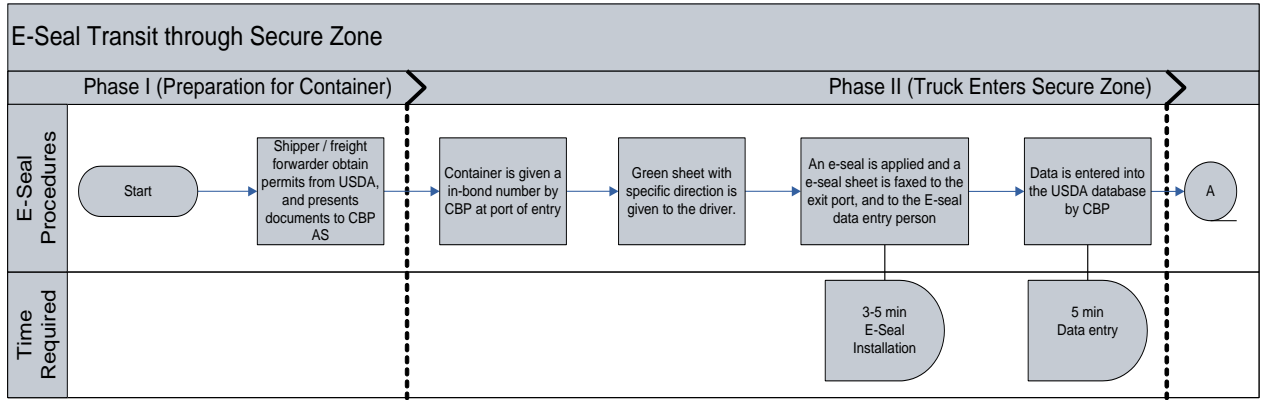 E-Seal Transit through Secure Zone
Phase I (Preparation for Container)
Phase II (Truck Enters Secure Zone)
E-Seal
Procedures
Start
Shipper / freight
forwarder obtain
permits from USDA,
and presents
documents to CBP
AS
Container is given a
in-bond number by
CBP at port of entry
Green sheet with
specific direction is
given to the driver.
An e-seal is applied and a
e-seal sheet is faxed to the
exit port, and to the E-seal
data entry person
Data is entered into
the USDA database
by CBP
A
Time
Required
3-5 min
E-Seal
Installation
5 min
Data entry